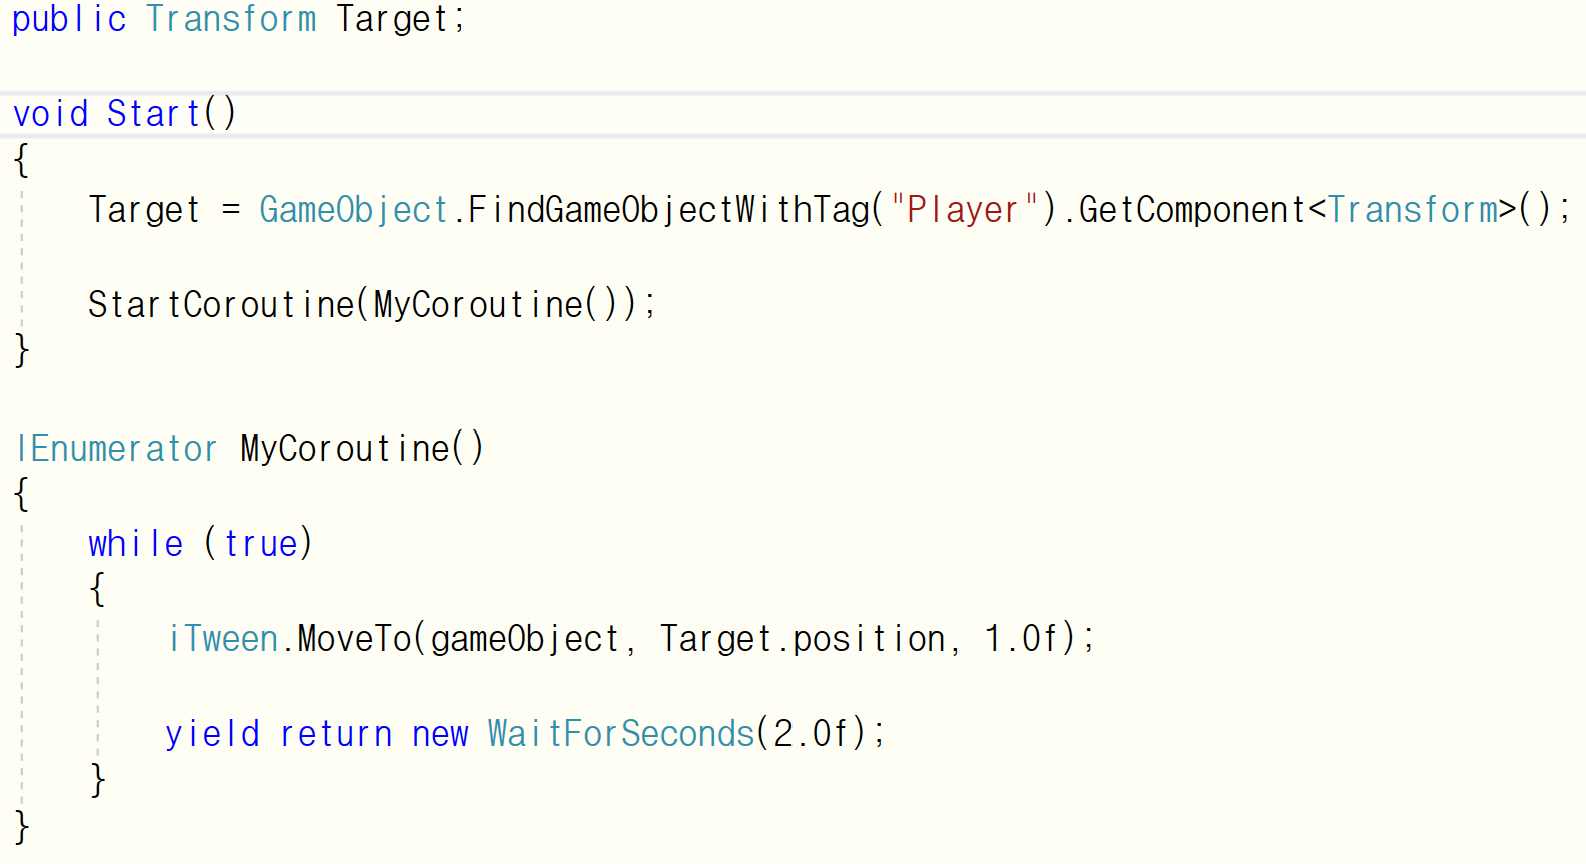 public Transform Target;
void Start()
{
Target = GameObject.FindGameObjectWithTag("Player").GetComponent<Transform>();
StartCoroutine(MyCoroutine());
}
IEnumerator MyCoroutine()
{
while (true)
{
iTween.MoveTo(gameObject, Target.position, 1.0f);
yield return new WaitForSeconds(2.0f);
}
}